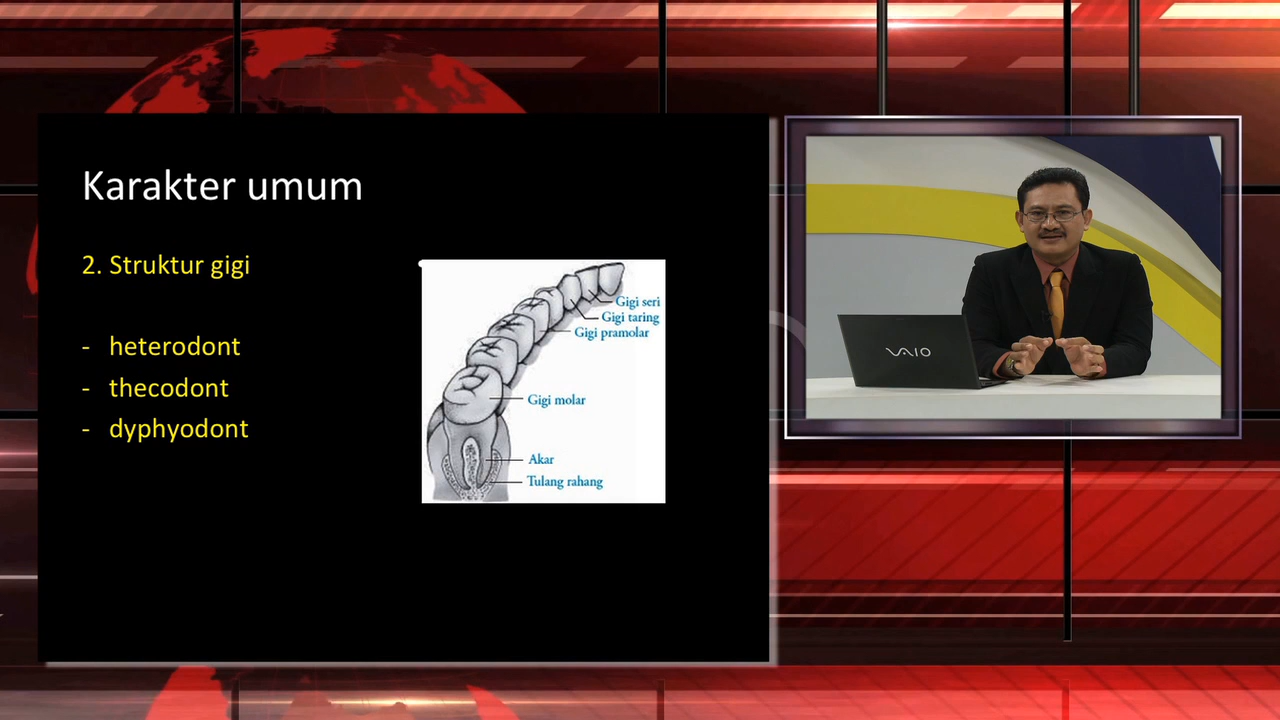 Karakter umum
2. Struktur gigi
- heterodont
- thecodont
- dyphyodont
Gigi seri
Gigi taring
Gigi pramolar
Gigi molar
Akar
Tulang rahang
VAIO